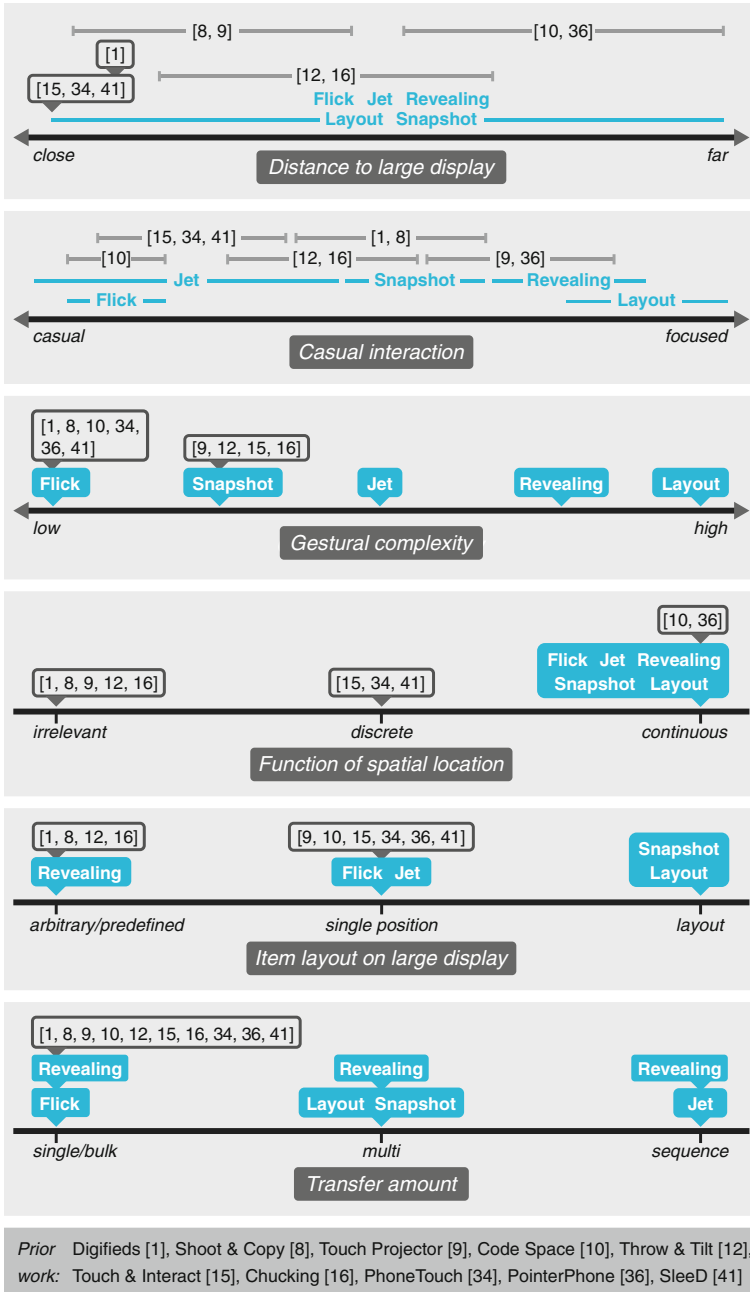 [8, 9] [10, 36]
[1]
[12, 16]
[15, 34, 41]
Flick Jet Revealing
Layout Snapshot
close far
Distance to large display
[15, 34, 41] [1, 8]
[10] [12, 16] [9, 36]
Jet Snapshot Revealing
Flick Layout
casual focused
Casual interaction
[1, 8, 10, 34,
36, 41] [9, 12, 15, 16]
Flick Snapshot Jet Revealing Layout
low high
Gestural complexity
[10, 36]
Flick Jet Revealing
Snapshot Layout
[1, 8, 9, 12, 16] [15, 34, 41]
irrelevant discrete continuous
Function of spatial location
[1, 8, 12, 16] [9, 10, 15, 34, 36, 41] Snapshot
Revealing Flick Jet Layout
arbitrary/predefined single position layout
Item layout on large display
[1, 8, 9, 10, 12, 15, 16, 34, 36, 41]
Revealing Revealing Revealing
Flick Layout Snapshot Jet
single/bulk multi sequence
Transfer amount
Prior Digifieds [1], Shoot & Copy [8], Touch Projector [9], Code Space [10], Throw & Tilt [12],
work: Touch & Interact [15], Chucking [16], PhoneTouch [34], PointerPhone [36], SleeD [41]